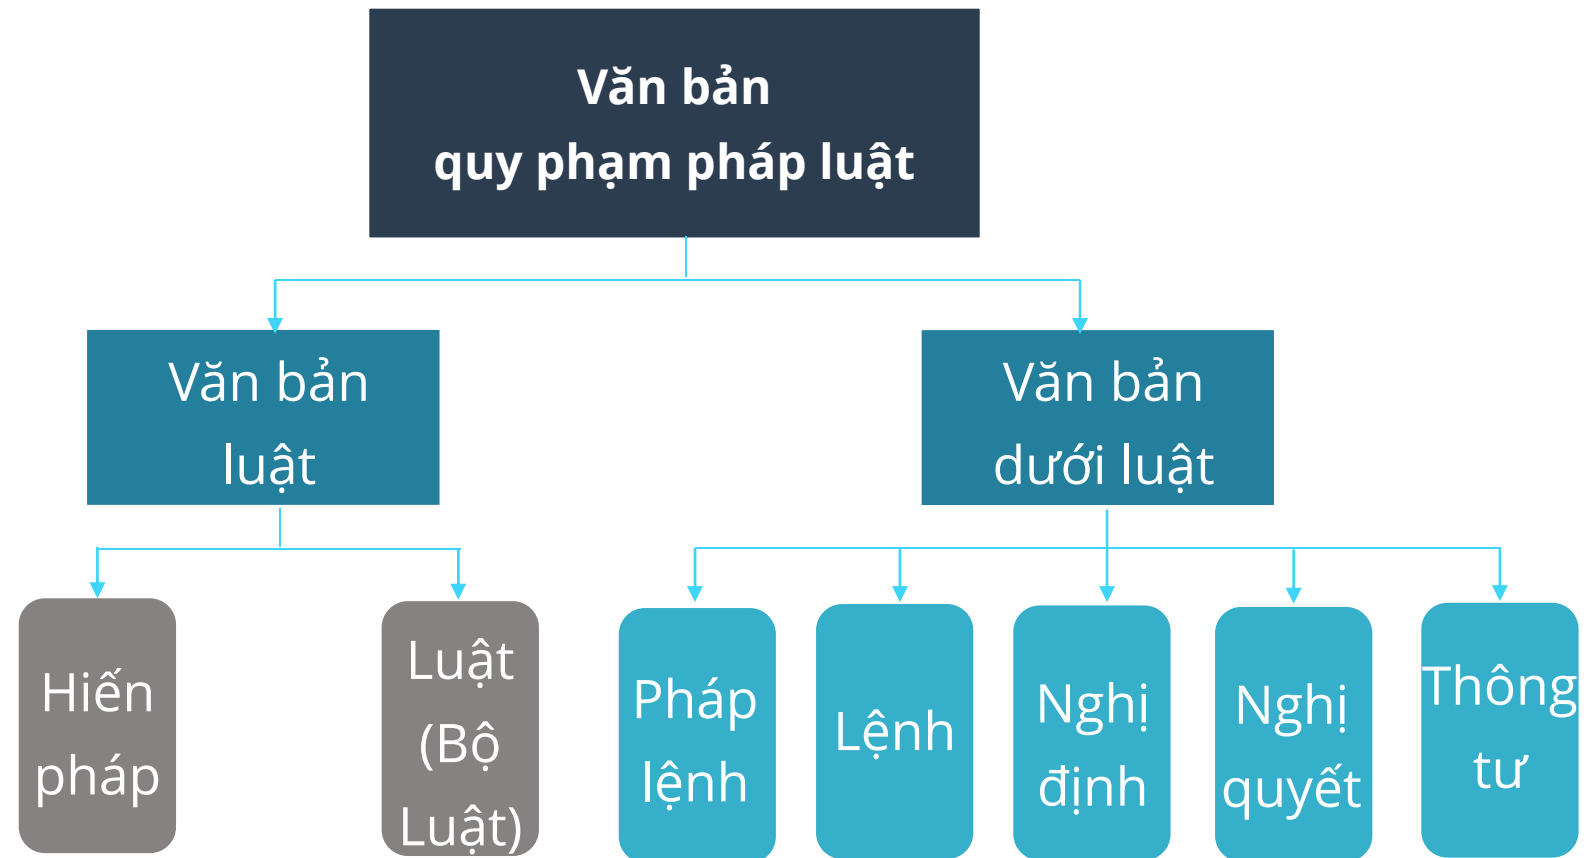 Văn bản
quy phạm pháp luật
Văn bản
luật
Văn bản
dưới luật
Hiến
pháp
Luật
(Bộ
Luật)
Pháp
lệnh
Lệnh
Nghị
định
Nghị
quyết
Thông
tư